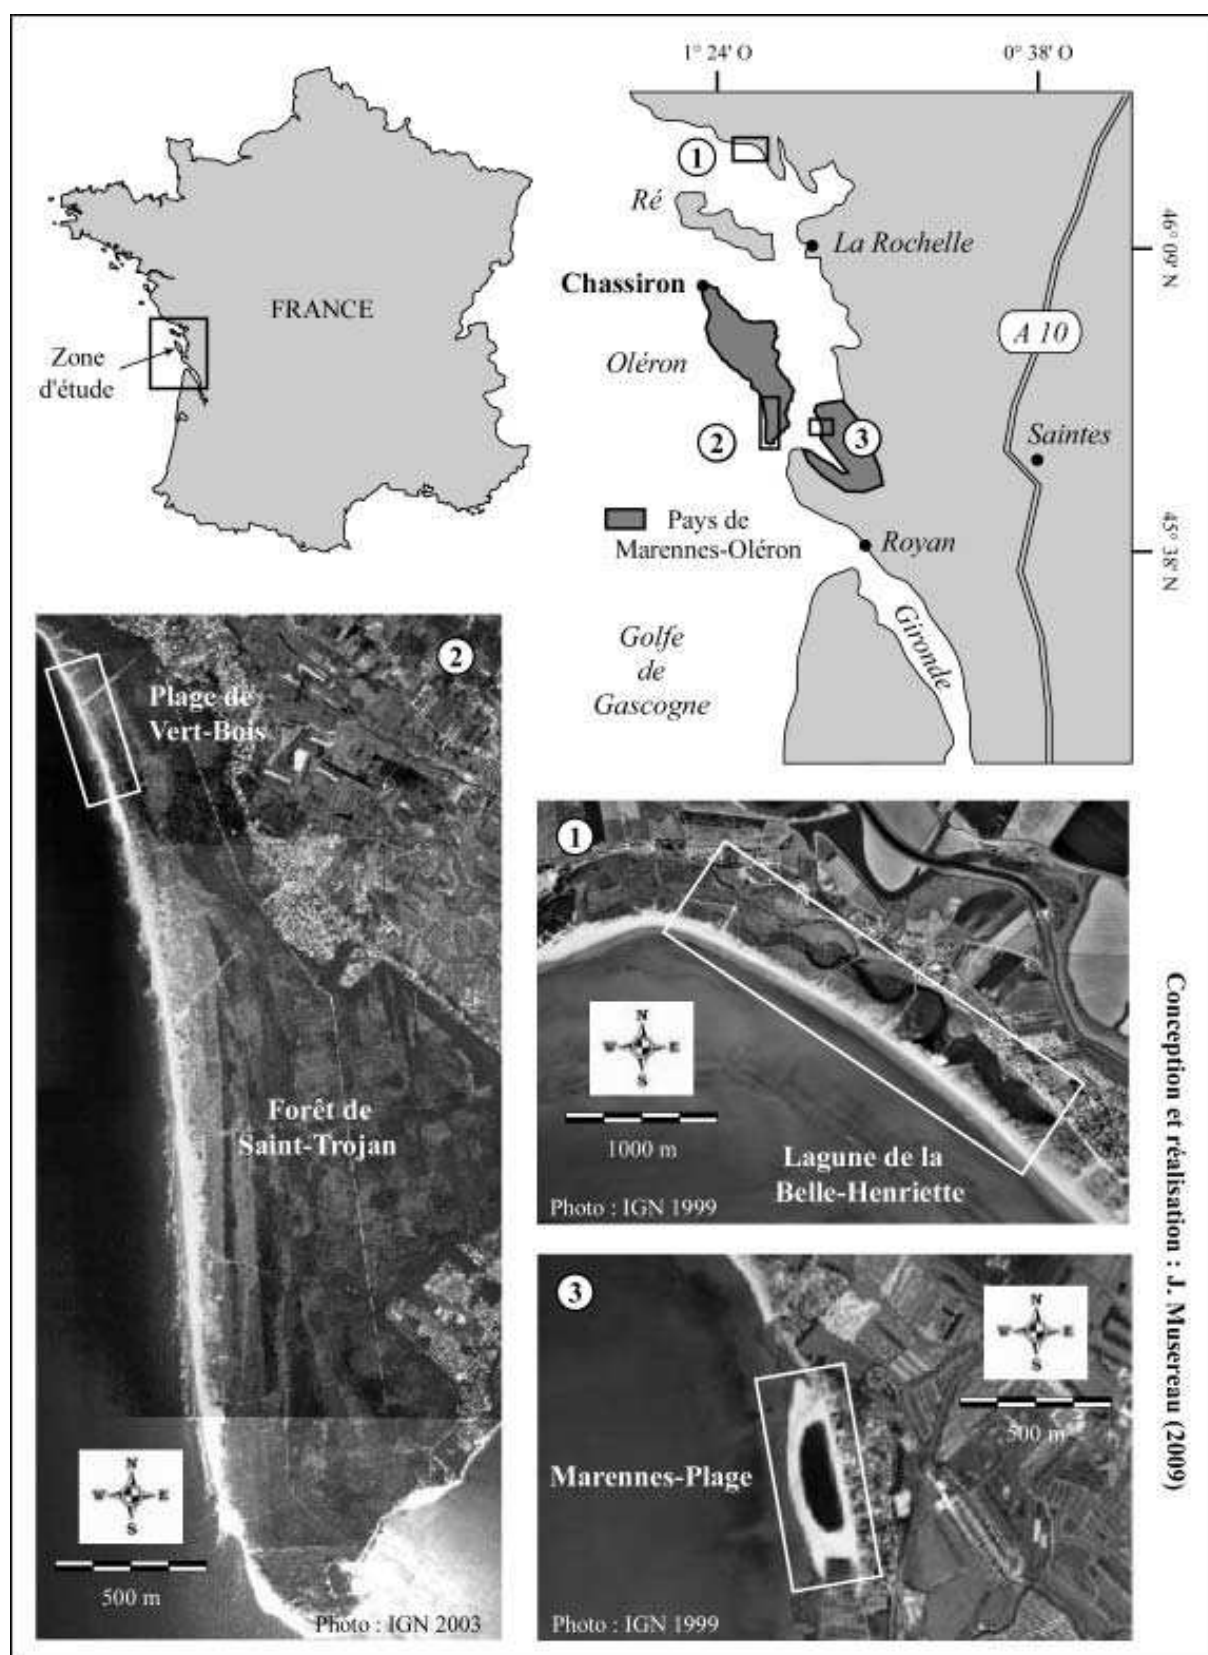 1° 24' O
0° 38' O
1
Ré
La Rochelle
46° 09' N
Chassiron
FRANCE
A 10
Zone
d'étude
Oléron
2
3
Saintes
Pays de
Marennes-Oléron
Royan
45° 38' N
Golfe
de
Gascogne
Gironde
2
Plage de
Vert-Bois
Forêt de
Saint-Trojan
N
W E
S
500 m
Photo : IGN 2003
1
N
W E
S
1000 m
Lagune de la
Belle-Henriette
Photo : IGN 1999
3
N
W E
S
500 m
Marennes-Plage
Photo : IGN 1999
Conception et réalisation : J. Musereau (2009)